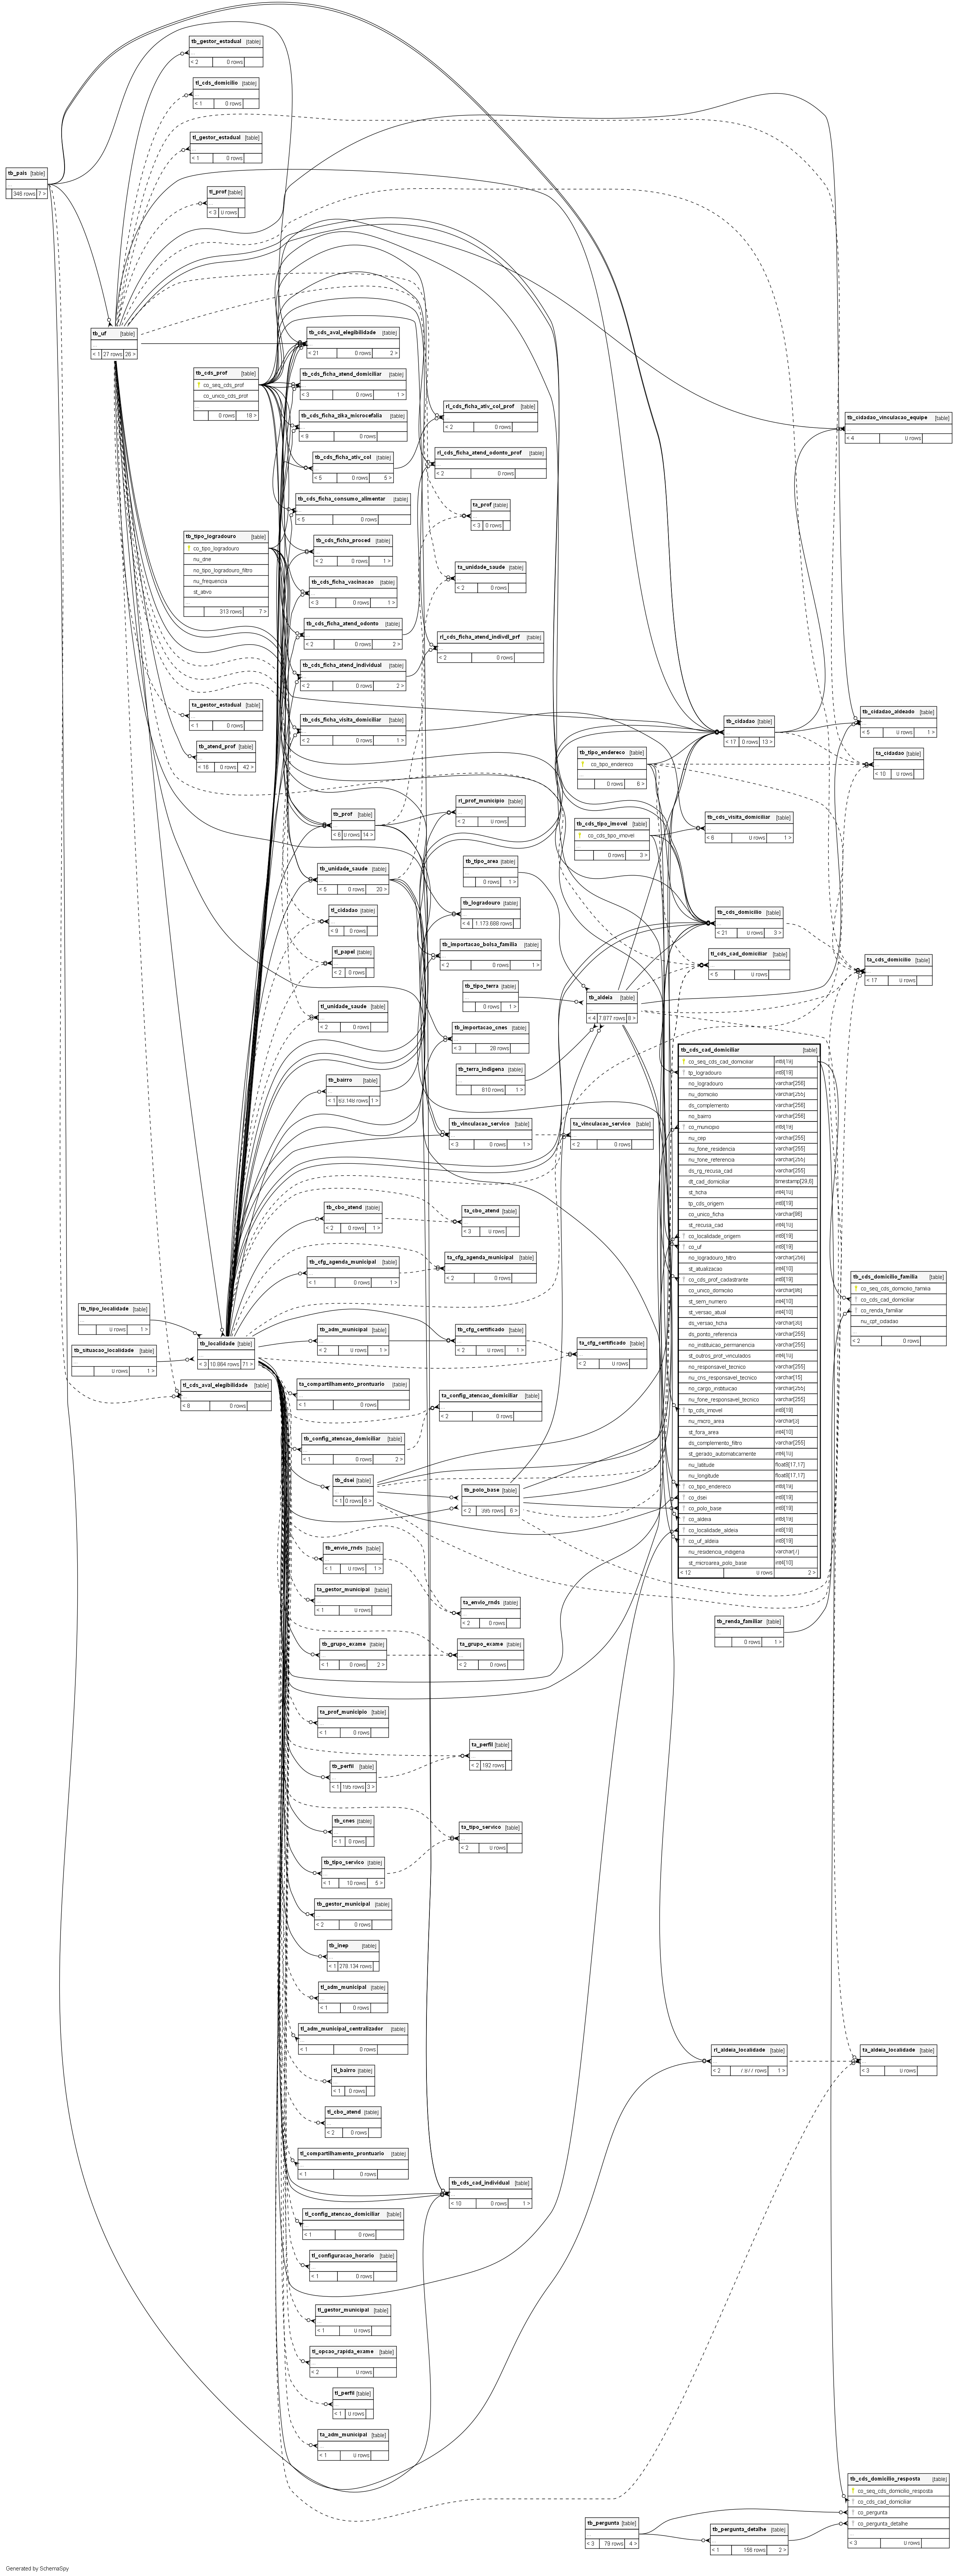 tb_gestor_estadual [table]
...
< 2 0 rows
tl_cds_domicilio [table]
...
< 1 0 rows
tl_gestor_estadual [table]
...
< 1 0 rows
tb_pais [table]
...
346 rows 7 >
tl_prof [table]
...
< 3 0 rows
tb_uf [table]
...
< 1 27 rows 26 >
tb_cds_prof [table]
co_seq_cds_prof
co_unico_cds_prof
...
0 rows 18 >
tb_tipo_logradouro [table]
co_tipo_logradouro
nu_dne
no_tipo_logradouro_filtro
nu_frequencia
st_ativo
...
313 rows 7 >
ta_gestor_estadual [table]
...
< 1 0 rows
tb_atend_prof [table]
...
< 16 0 rows 42 >
tb_cds_aval_elegibilidade [table]
...
< 21 0 rows 2 >
tb_cds_ficha_atend_domiciliar [table]
...
< 3 0 rows 1 >
tb_cds_ficha_zika_microcefalia [table]
...
< 8 0 rows
tb_cds_ficha_ativ_col [table]
...
< 5 0 rows 5 >
tb_cds_ficha_consumo_alimentar [table]
...
< 5 0 rows
tb_cds_ficha_proced [table]
...
< 2 0 rows 1 >
tb_cds_ficha_vacinacao [table]
...
< 3 0 rows 1 >
tb_cds_ficha_atend_odonto [table]
...
< 2 0 rows 2 >
tb_cds_ficha_atend_individual [table]
...
< 2 0 rows 2 >
tb_cds_ficha_visita_domiciliar [table]
...
< 2 0 rows 1 >
tb_prof [table]
...
< 6 0 rows 14 >
tb_unidade_saude [table]
...
< 5 0 rows 20 >
tl_cidadao [table]
...
< 9 0 rows
tl_papel [table]
...
< 2 0 rows
tl_unidade_saude [table]
...
< 2 0 rows
tb_bairro [table]
...
tb_cbo_atend [table]
...
< 2 0 rows 1 >
tb_cfg_agenda_municipal [table]
...
< 1 0 rows 1 >
tb_adm_municipal [table]
...
< 2 0 rows 1 >
rl_cds_ficha_ativ_col_prof [table]
...
< 2 0 rows
rl_cds_ficha_atend_odonto_prof [table]
...
< 2 0 rows
ta_prof [table]
...
< 3 0 rows
ta_unidade_saude [table]
...
< 2 0 rows
rl_cds_ficha_atend_individl_prf [table]
...
< 2 0 rows
rl_prof_municipio [table]
...
< 2 0 rows
tb_tipo_area [table]
...
0 rows 1 >
tb_logradouro [table]
...
< 4 1.173.688 rows
tb_importacao_bolsa_familia [table]
...
< 2 0 rows 1 >
tb_tipo_terra [table]
...
0 rows 1 >
tb_importacao_cnes [table]
...
< 3 28 rows
tb_terra_indigena [table]
...
810 rows 1 >
tb_vinculacao_servico [table]
...
< 3 0 rows 1 >
ta_vinculacao_servico [table]
...
< 2 0 rows
ta_cbo_atend [table]
...
< 3 0 rows
ta_cfg_agenda_municipal [table]
...
< 2 0 rows
tb_cfg_certificado [table]
...
< 2 0 rows 1 >
ta_cfg_certificado [table]
...
< 2 0 rows
tb_cidadao_vinculacao_equipe [table]
...
< 4 0 rows
tb_cidadao [table]
...
< 17 0 rows 13 >
tb_cidadao_aldeado [table]
...
< 5 0 rows 1 >
ta_cidadao [table]
...
< 10 0 rows
tb_tipo_endereco [table]
co_tipo_endereco
...
0 rows 6 >
tb_cds_tipo_imovel [table]
co_cds_tipo_imovel
...
0 rows 3 >
tb_cds_visita_domiciliar [table]
...
< 6 0 rows 1 >
tb_cds_domicilio [table]
...
< 21 0 rows 3 >
tl_cds_cad_domiciliar [table]
...
< 5 0 rows
ta_cds_domicilio [table]
...
< 17 0 rows
tb_aldeia [table]
...
< 4 7.877 rows 8 >
tb_cds_cad_domiciliar [table]
co_seq_cds_cad_domiciliar int8[19]
tp_logradouro int8[19]
no_logradouro varchar[256]
nu_domicilio varchar[255]
ds_complemento varchar[256]
no_bairro varchar[256]
co_municipio int8[19]
nu_cep varchar[255]
nu_fone_residencia varchar[255]
nu_fone_referencia varchar[255]
ds_rg_recusa_cad varchar[255]
dt_cad_domiciliar timestamp[29,6]
st_ficha int4[10]
tp_cds_origem int8[19]
co_unico_ficha varchar[96]
st_recusa_cad int4[10]
co_localidade_origem int8[19]
co_uf int8[19]
no_logradouro_filtro varchar[256]
st_atualizacao int4[10]
co_cds_prof_cadastrante int8[19]
co_unico_domicilio varchar[96]
st_sem_numero int4[10]
st_versao_atual int4[10]
ds_versao_ficha varchar[30]
ds_ponto_referencia varchar[255]
no_instituicao_permanencia varchar[255]
st_outros_prof_vinculados int4[10]
no_responsavel_tecnico varchar[255]
nu_cns_responsavel_tecnico varchar[15]
no_cargo_instituicao varchar[255]
nu_fone_responsavel_tecnico varchar[255]
tp_cds_imovel int8[19]
nu_micro_area varchar[3]
st_fora_area int4[10]
ds_complemento_filtro varchar[255]
st_gerado_automaticamente int4[10]
nu_latitude float8[17,17]
nu_longitude float8[17,17]
co_tipo_endereco int8[19]
co_dsei int8[19]
co_polo_base int8[19]
co_aldeia int8[19]
co_localidade_aldeia int8[19]
co_uf_aldeia int8[19]
nu_residencia_indigena varchar[7]
st_microarea_polo_base int4[10]
< 12 0 rows 2 >
tb_cds_domicilio_familia [table]
co_seq_cds_domicilio_familia
co_cds_cad_domiciliar
co_renda_familiar
nu_cpf_cidadao
...
< 2 0 rows
tb_renda_familiar [table]
...
0 rows 1 >
tb_tipo_localidade [table]
...
0 rows 1 >
tb_situacao_localidade [table]
...
0 rows 1 >
tb_localidade [table]
...
< 3 10.884 rows 71 >
tl_cds_aval_elegibilidade [table]
...
< 8 0 rows
ta_compartilhamento_prontuario [table]
...
< 1 0 rows
tb_config_atencao_domiciliar [table]
...
< 1 0 rows 2 >
ta_config_atencao_domiciliar [table]
...
< 2 0 rows
tb_dsei [table]
...
< 1 0 rows 6 >
tb_polo_base [table]
...
< 2 395 rows 6 >
tb_envio_rnds [table]
...
< 1 0 rows 1 >
ta_gestor_municipal [table]
...
< 1 0 rows
ta_envio_rnds [table]
...
< 2 0 rows
tb_grupo_exame [table]
...
< 1 0 rows 2 >
ta_grupo_exame [table]
...
< 2 0 rows
ta_prof_municipio [table]
...
< 1 0 rows
tb_perfil [table]
...
< 1 195 rows 3 >
ta_perfil [table]
...
< 2 192 rows
tb_cnes [table]
...
< 1 0 rows
tb_tipo_servico [table]
...
< 1 10 rows 5 >
ta_tipo_servico [table]
...
< 2 0 rows
tb_gestor_municipal [table]
...
< 2 0 rows
tb_inep [table]
...
< 1 278.134 rows
tl_adm_municipal [table]
...
< 1 0 rows
tl_adm_municipal_centralizador [table]
...
< 1 0 rows
tl_bairro [table]
...
< 1 0 rows
tl_cbo_atend [table]
...
< 2 0 rows
tl_compartilhamento_prontuario [table]
...
< 1 0 rows
rl_aldeia_localidade [table]
...
< 2 7.877 rows 1 >
ta_aldeia_localidade [table]
...
< 3 0 rows
tb_cds_cad_individual [table]
...
< 10 0 rows 1 >
tl_config_atencao_domiciliar [table]
...
< 1 0 rows
tl_configuracao_horario [table]
...
< 1 0 rows
tl_gestor_municipal [table]
...
< 1 0 rows
tl_opcao_rapida_exame [table]
...
< 2 0 rows
tl_perfil [table]
...
< 1 0 rows
ta_adm_municipal [table]
...
< 1 0 rows
tb_cds_domicilio_resposta [table]
co_seq_cds_domicilio_resposta
co_cds_cad_domiciliar
co_pergunta
co_pergunta_detalhe
...
< 3 0 rows
tb_pergunta [table]
...
< 3 79 rows 4 >
tb_pergunta_detalhe [table]
...
< 1 156 rows 2 >
Generated by SchemaSpy